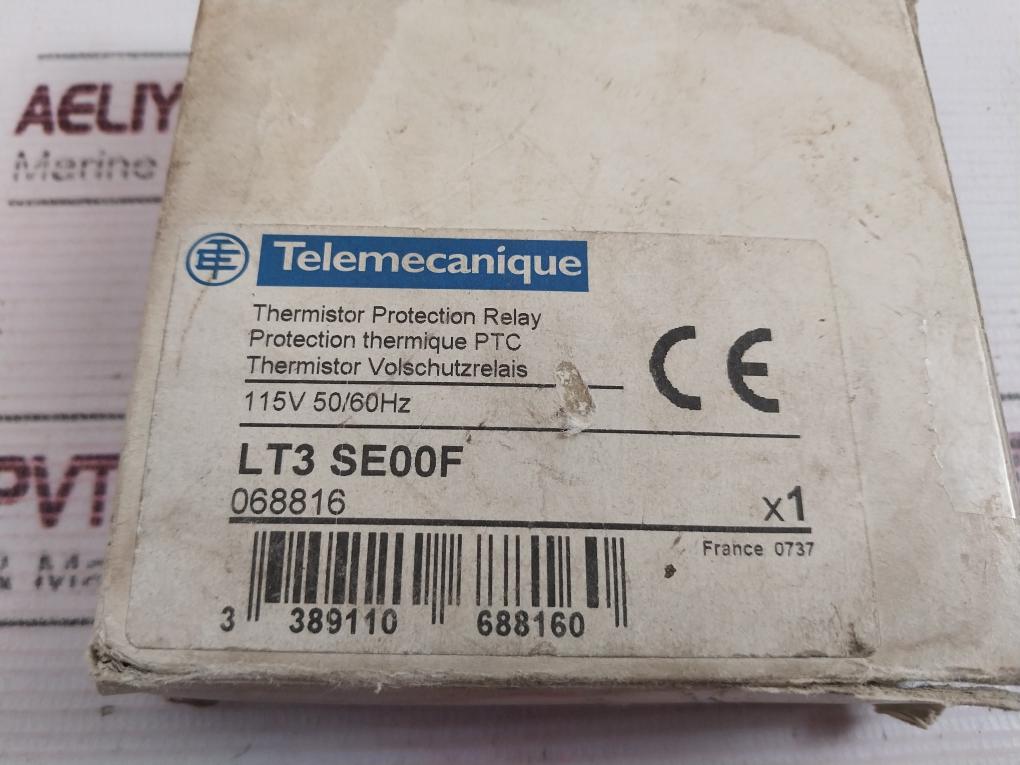 AELIY
Marine
Telemecanique
Thermistor Protection Relay
Protection thermique PTC
Thermistor Volschutzrelais
115V 50/60Hz
CE
LT3 SE00F
068816
x1
France 0737
3 389110 688160
PVT
&